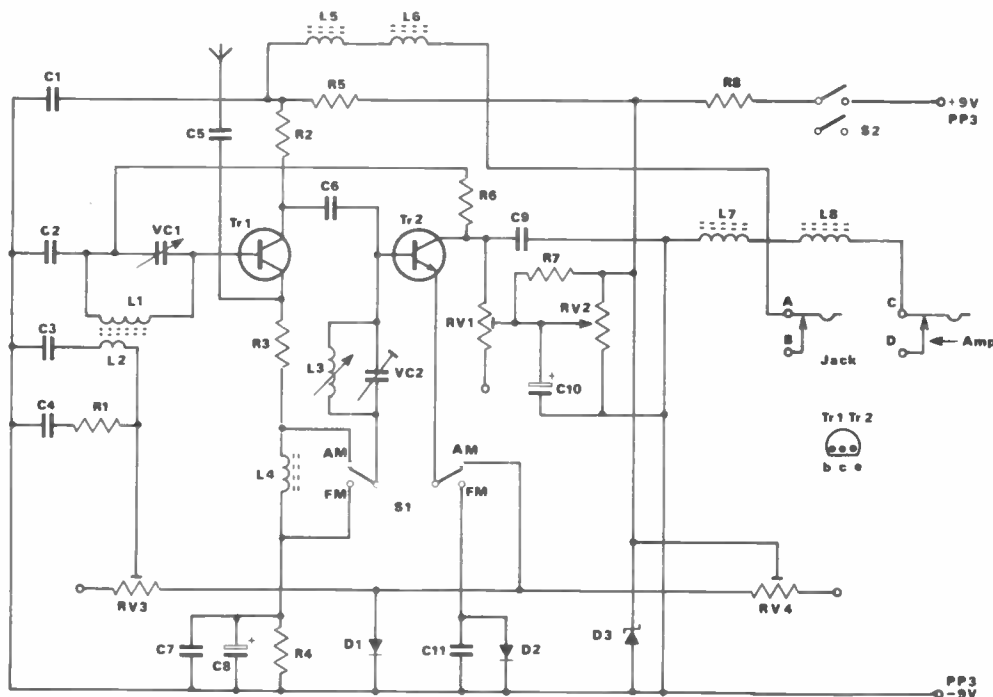 L5 L6
C1
R5
R8
+9V
PP3
S2
C5
R2
R6
C6
C9
L7 L8
C2
VC1
Tr1
Tr2
R7
L1
RV1
RV2
A
C
C3
L2
R3
L3
VC2
B
D
Amp
Jack
C10
C4
R1
AM
AM
Tr1 Tr2
L4
FM
S1
FM
b c e
RV3
RV4
C7
C8
+
R4
D1
C11
D2
D3
+
PP3
-9V